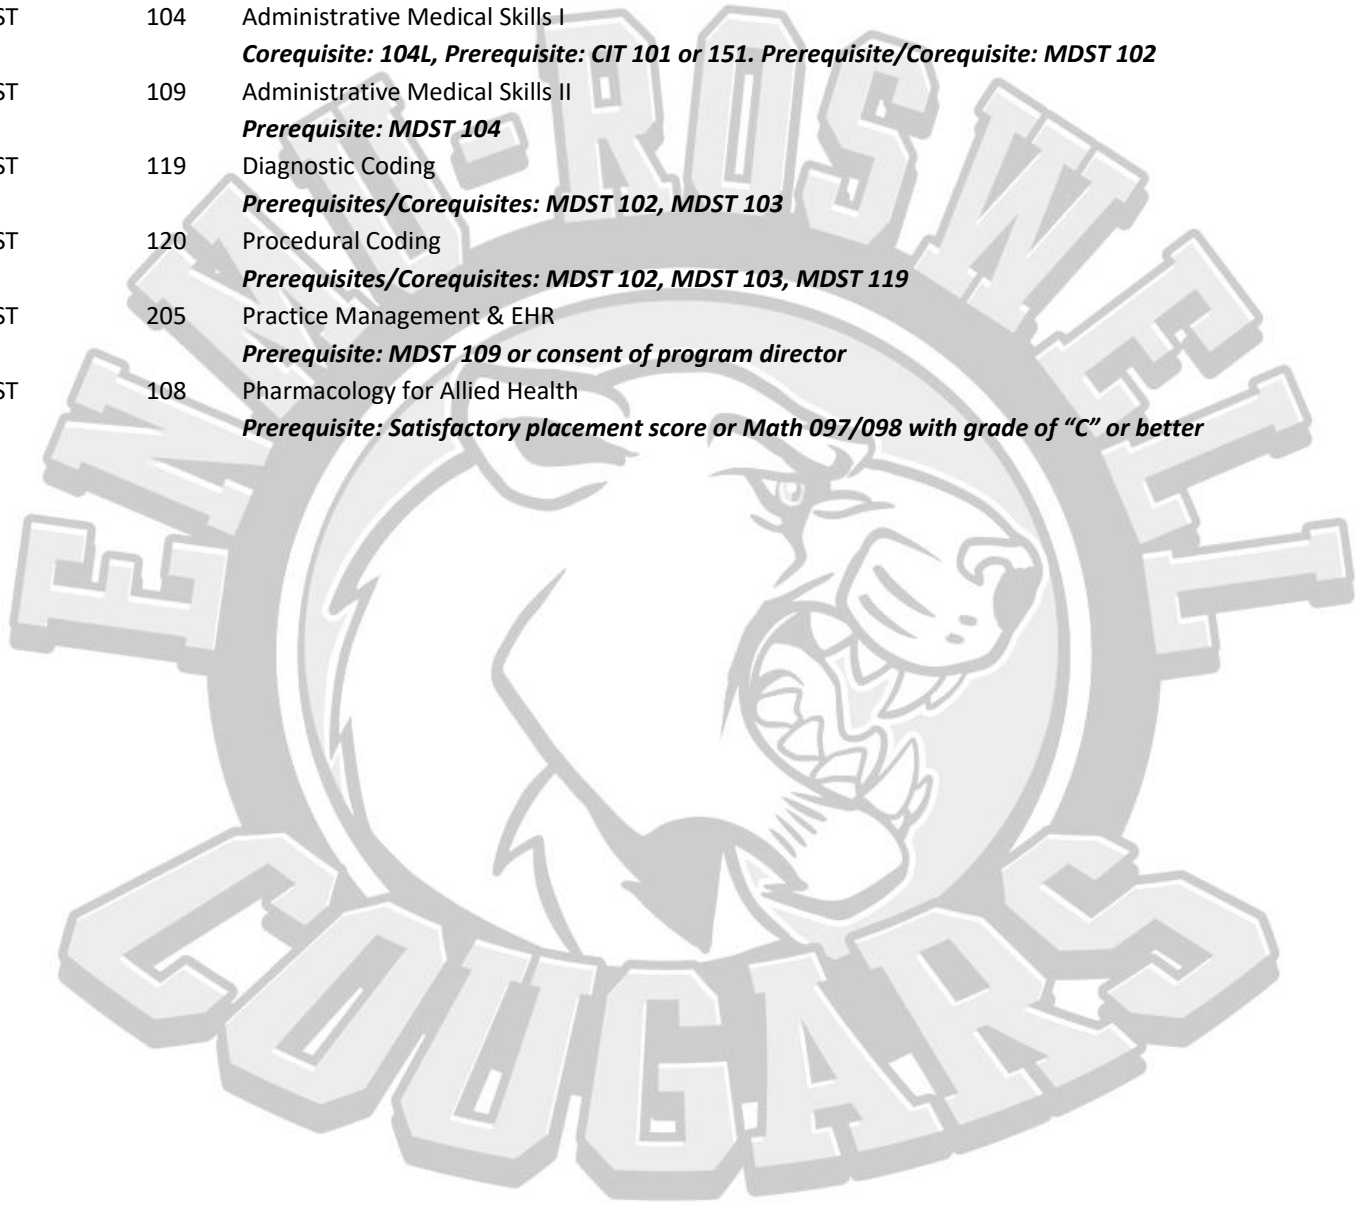 ST 104 Administrative Medical Skills I
Corequisite: 104L, Prerequisite: CIT 101 or 151. Prerequisite/Corequisite: MDST 102
ST 109 Administrative Medical Skills II
Prerequisite: MDST 104
ST 119 Diagnostic Coding
Prerequisites/Corequisites: MDST 102, MDST 103
ST 120 Procedural Coding
Prerequisites/Corequisites: MDST 102, MDST 103, MDST 119
ST 205 Practice Management & EHR
Prerequisite: MDST 109 or consent of program director
ST 108 Pharmacology for Allied Health
Prerequisite: Satisfactory placement score or Math 097/098 with grade of “C” or better
ENMU-ROSWELL
COUGARS